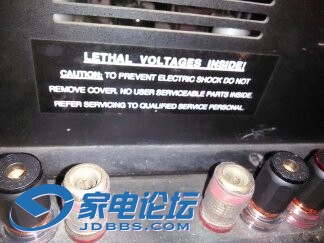 LETHAL VOLTAGES INSIDE!
CAUTION: TO PREVENT ELECTRIC SHOCK DO NOT
REMOVE COVER. NO USER SERVICEABLE PARTS INSIDE.
REFER SERVICING TO QUALIFIED SERVICE PERSONAL.
家电论坛
JDBBS.COM